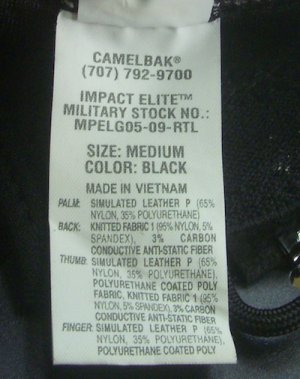 CAMELBAK®
(707) 792-9700
IMPACT ELITE™
MILITARY STOCK NO.:
MPELG05-09-RTL
SIZE: MEDIUM
COLOR: BLACK
MADE IN VIETNAM
PALM: SIMULATED LEATHER P (65%
NYLON, 35% POLYURETHANE)
BACK: KNITTED FABRIC 1 (95% NYLON, 5%
SPANDEX), 3% CARBON
CONDUCTIVE ANTI-STATIC FIBER
THUMB: SIMULATED LEATHER P (65%
NYLON, 35% POLYURETHANE),
POLYURETHANE COATED POLY
FABRIC, KNITTED FABRIC 1 (95%
NYLON, 5% SPANDEX), 3% CARBON
CONDUCTIVE ANTI-STATIC FIBER
FINGER: SIMULATED LEATHER P (65%
NYLON, 35% POLYURETHANE),
POLYURETHANE COATED POLY